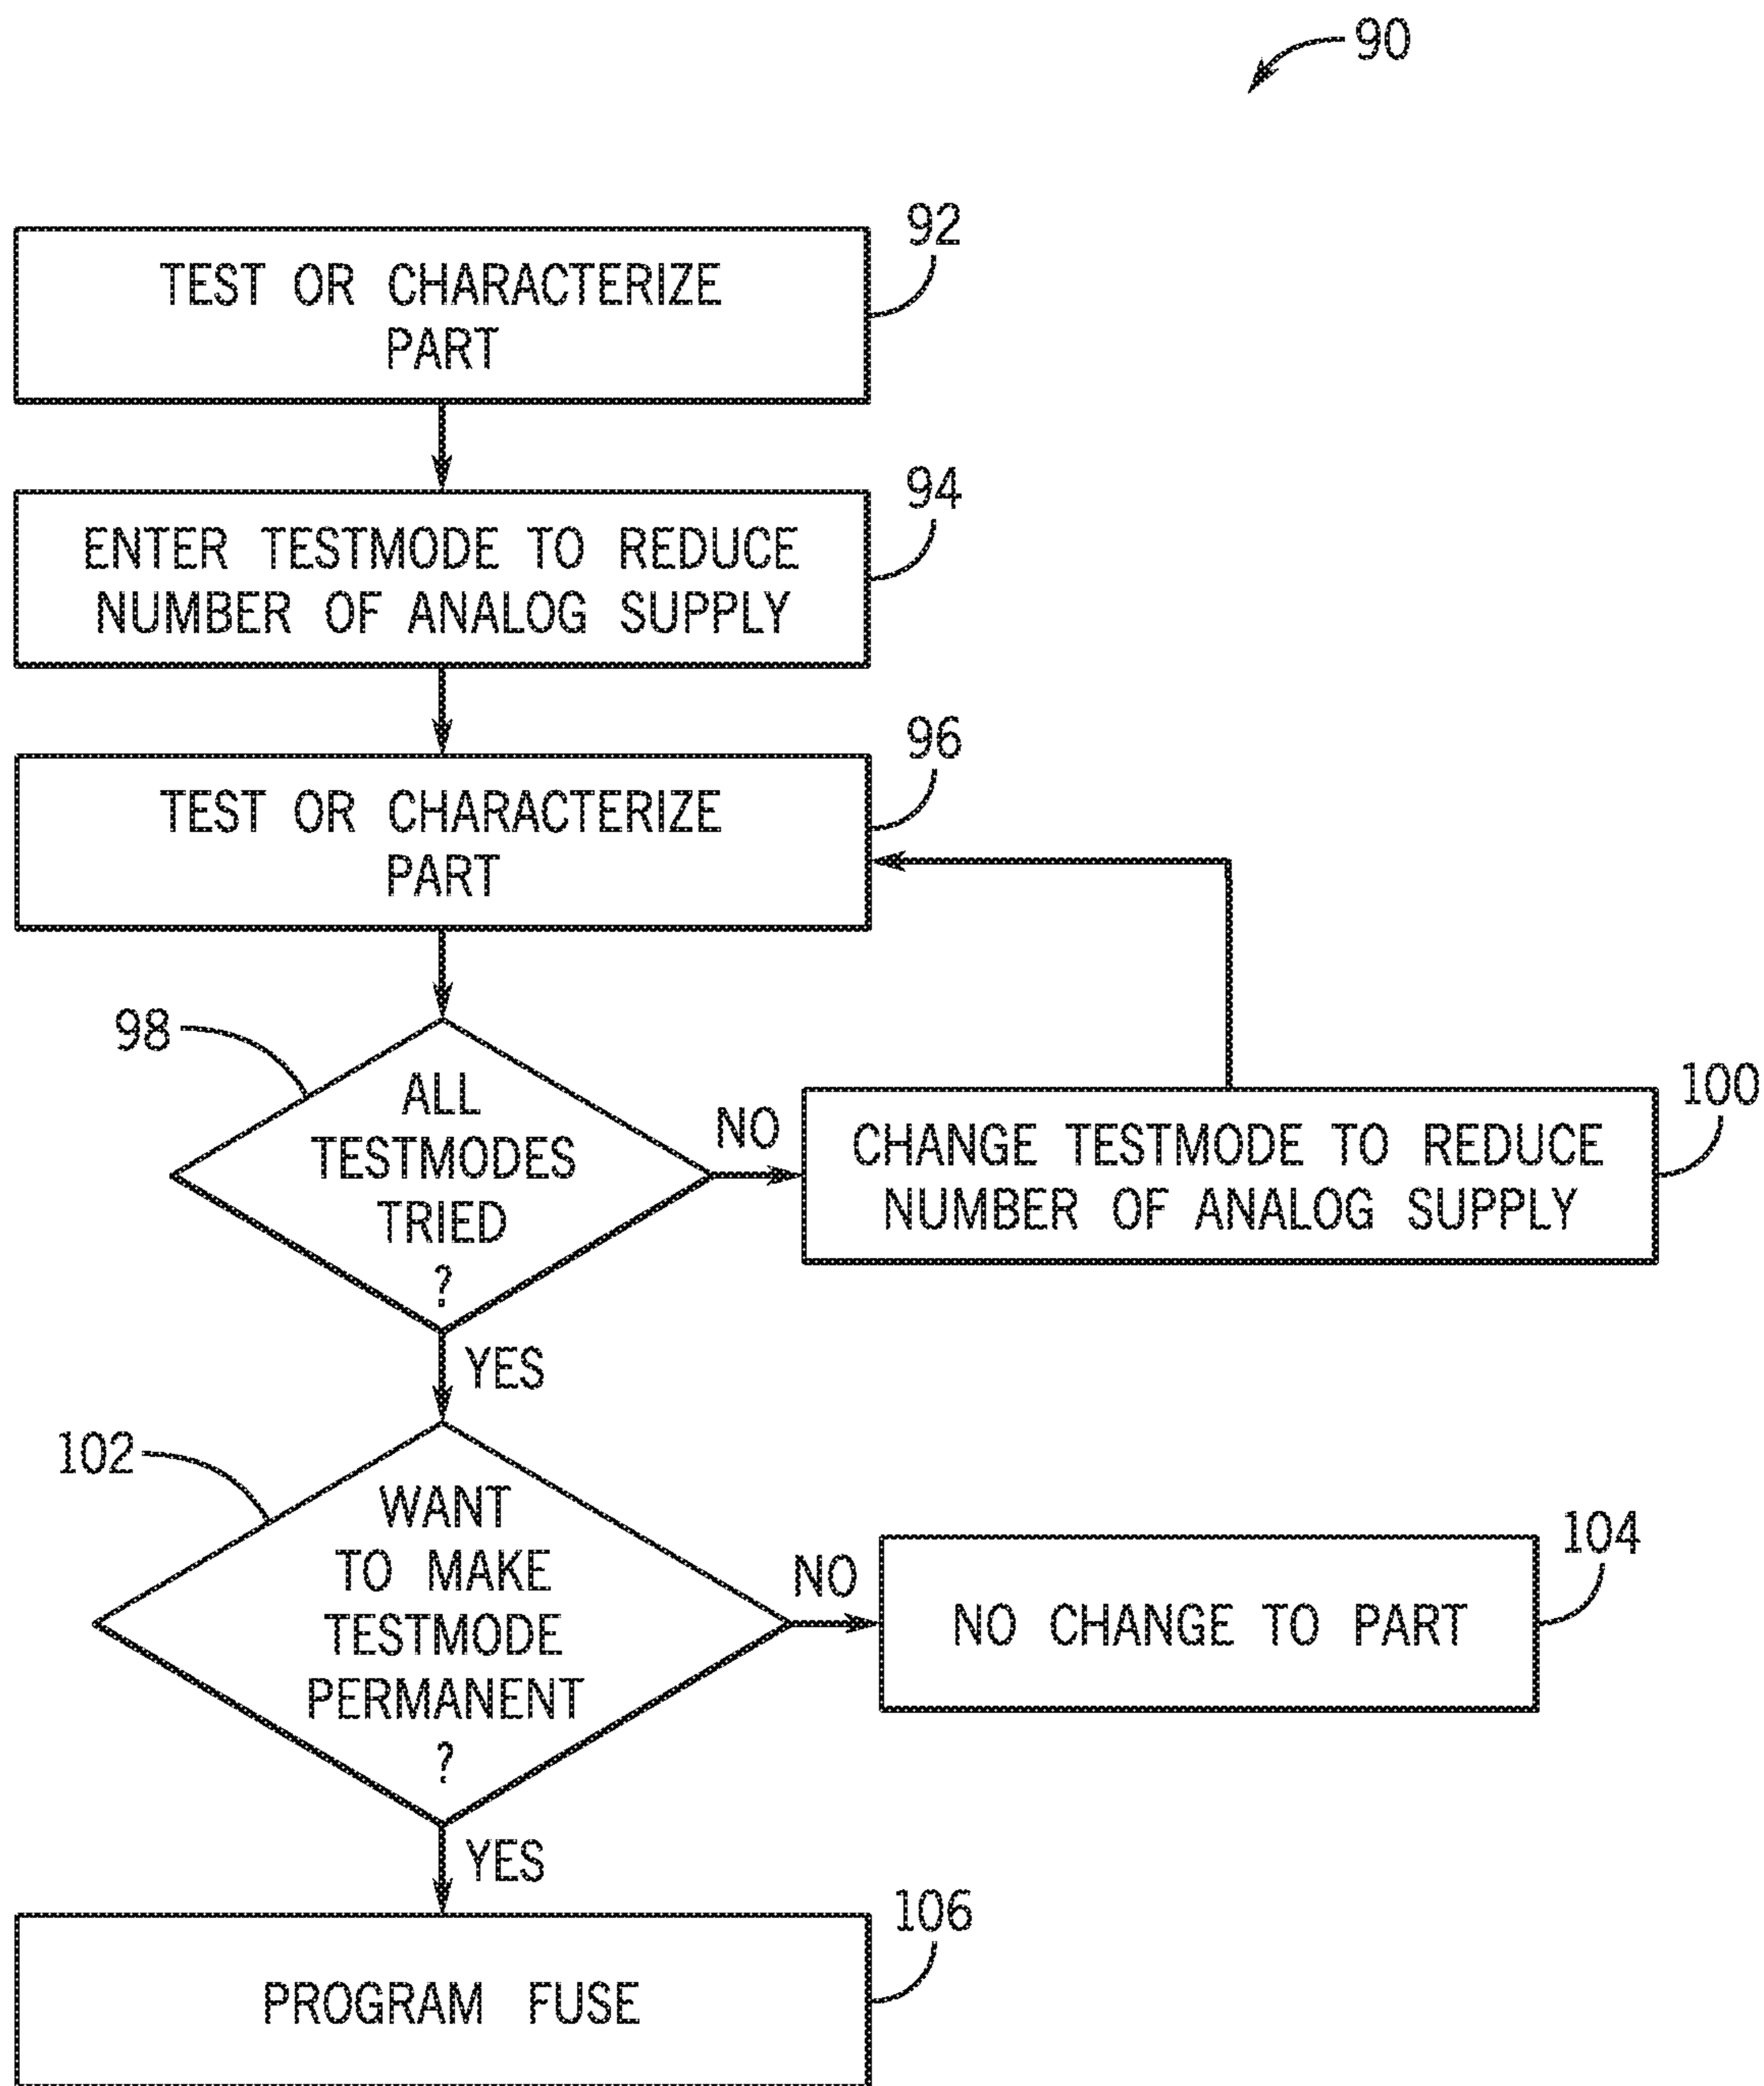 90
92
TEST OR CHARACTERIZE
PART
94
ENTER TESTMODE TO REDUCE
NUMBER OF ANALOG SUPPLY
96
TEST OR CHARACTERIZE
PART
98
ALL
TESTMODES
TRIED
?
NO
100
CHANGE TESTMODE TO REDUCE
NUMBER OF ANALOG SUPPLY
YES
102
WANT
TO MAKE
TESTMODE
PERMANENT
?
NO
104
NO CHANGE TO PART
YES
106
PROGRAM FUSE